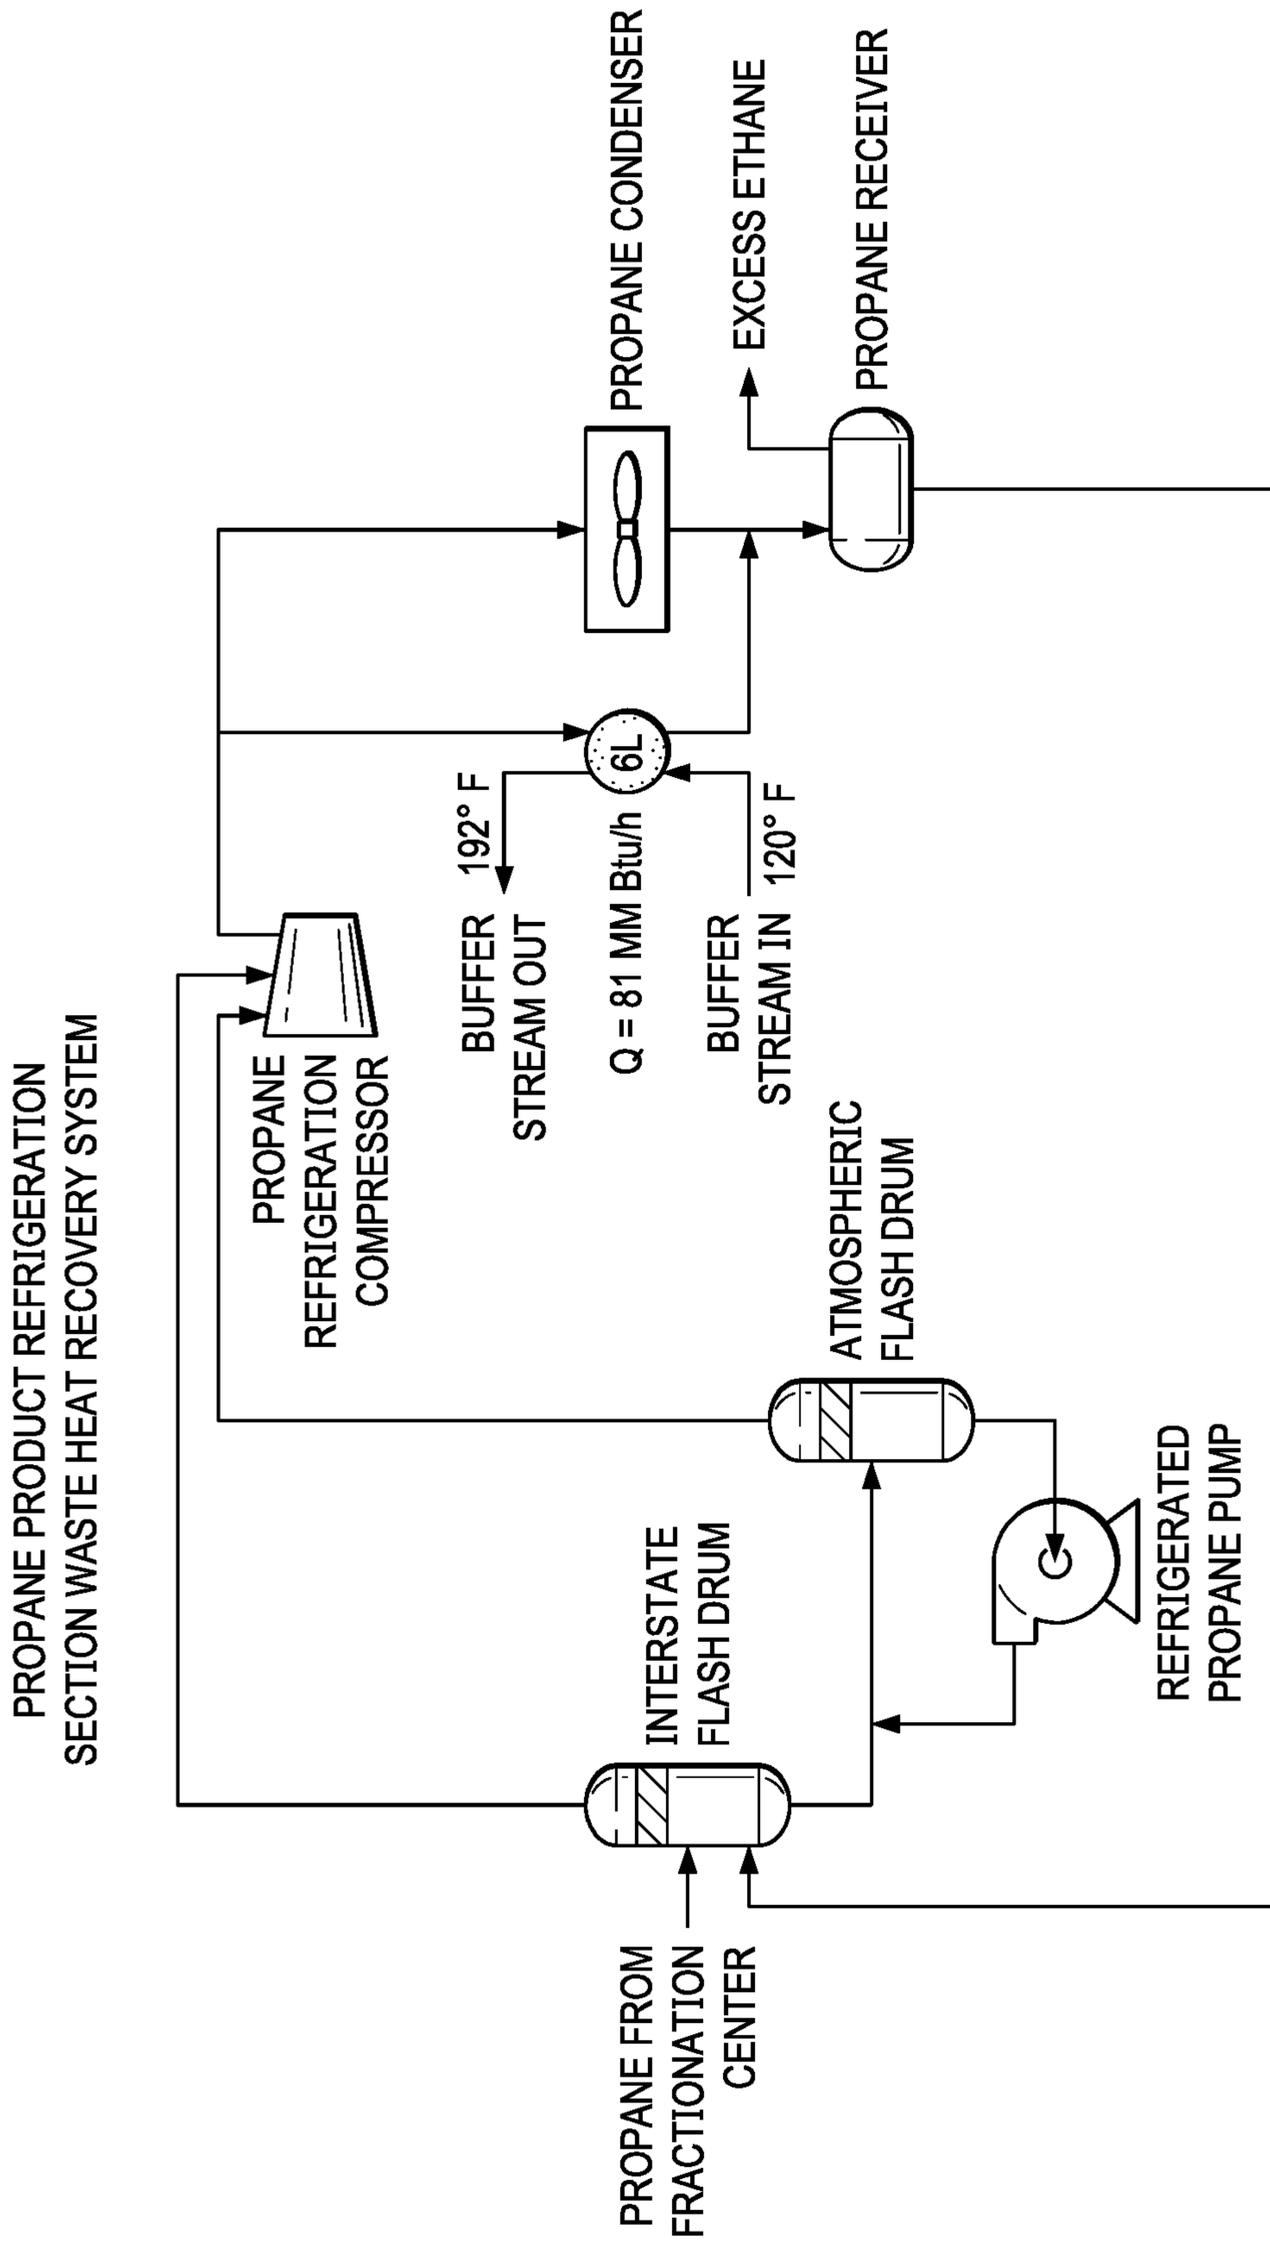 PROPANE PRODUCT REFRIGERATION
SECTION WASTE HEAT RECOVERY SYSTEM
PROPANE
REFRIGERATION
COMPRESSOR
192° F
BUFFER
STREAM OUT
6L
Q = 81 MM Btu/h
BUFFER
STREAM IN
120° F
PROPANE CONDENSER
EXCESS ETHANE
PROPANE RECEIVER
ATMOSPHERIC
FLASH DRUM
INTERSTATE
FLASH DRUM
PROPANE FROM
FRACTIONATION
CENTER
REFRIGERATED
PROPANE PUMP